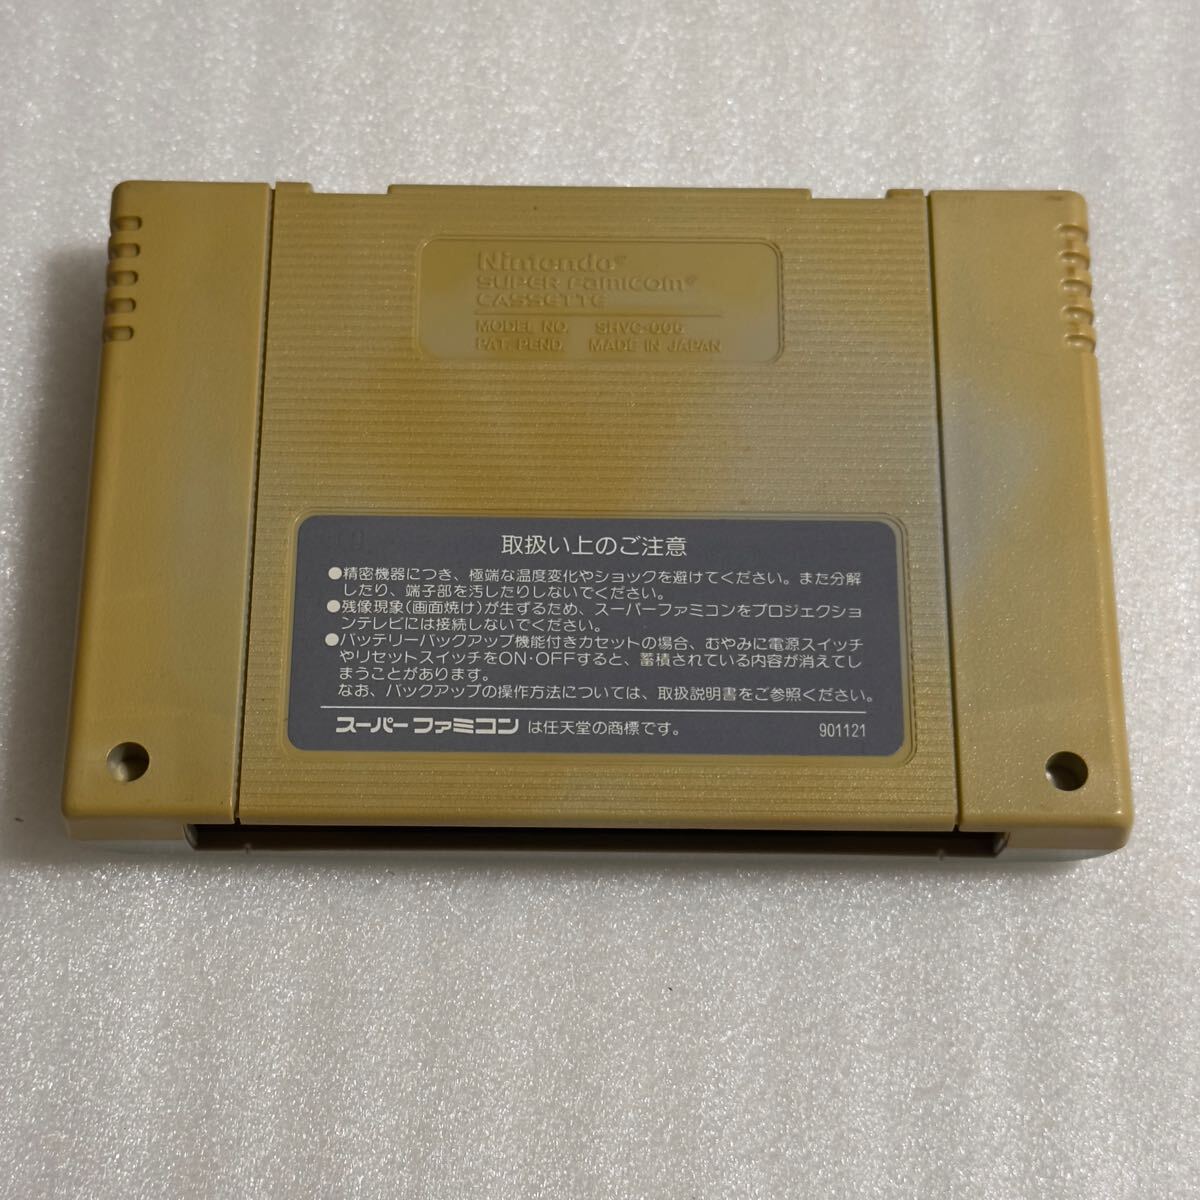 Nintendo®
SUPER Famicom®
CASSETTE
MODEL NO. SHVC-006
PAT. PEND. MADE IN JAPAN
取扱い上のご注意
●精密機器につき、極端な温度変化やショックを避けてください。また分解
したり、端子部を汚したりしないでください。
●残像現象(画面焼け)が生ずるため、スーパーファミコンをプロジェクショ
ンテレビには接続しないでください。
●バッテリーバックアップ機能付きカセットの場合、むやみに電源スイッチ
やリセットスイッチをON・OFFすると、蓄積されている内容が消えてし
まうことがあります。
なお、バックアップの操作方法については、取扱説明書をご参照ください。
スーパーファミコン は任天堂の商標です。 901121